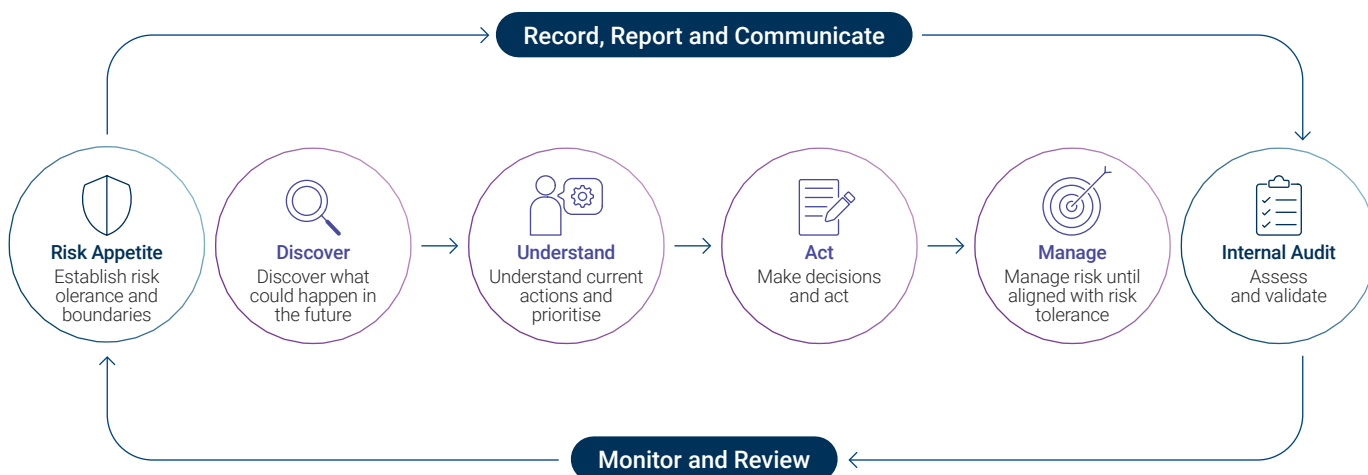 Record, Report and Communicate
Risk Appetite
Establish risk
olerance and
boundaries
Discover
Discover what
could happen in
the future
Understand
Understand current
actions and
prioritise
Act
Make decisions
and act
Manage
Manage risk until
aligned with risk
tolerance
Internal Audit
Assess
and validate
Monitor and Review